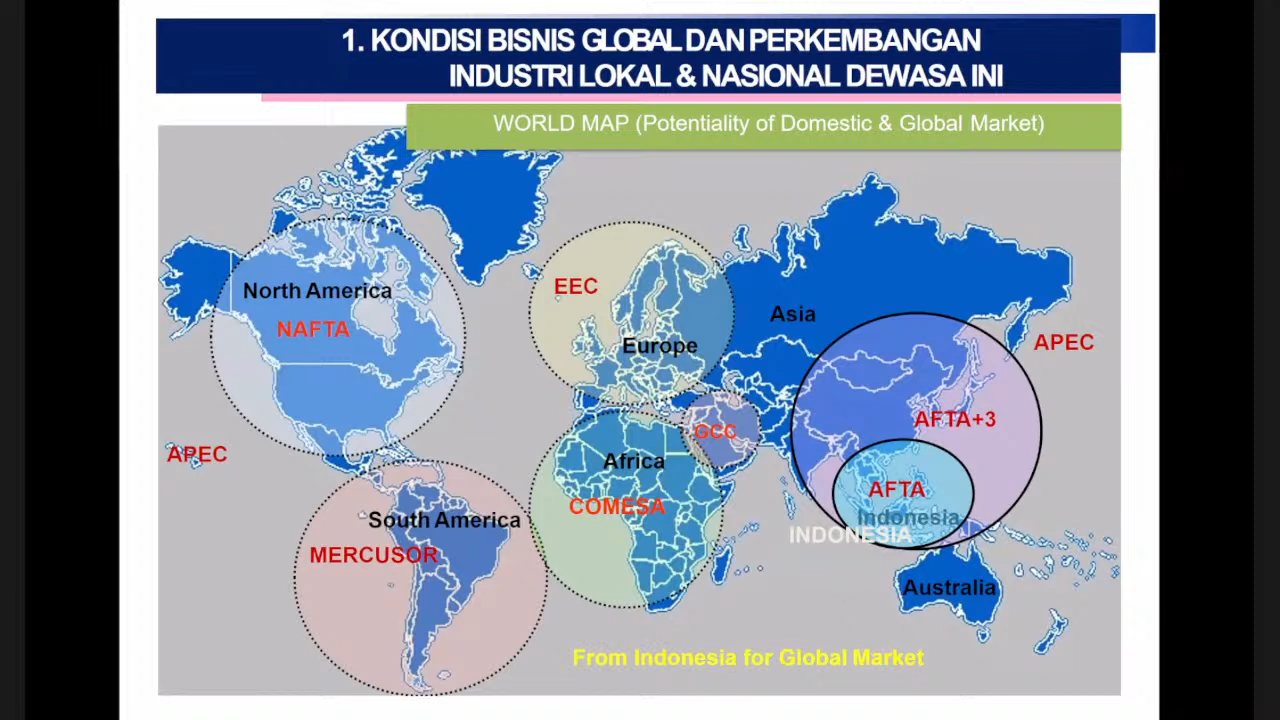 1. KONDISI BISNIS GLOBAL DAN PERKEMBANGAN
INDUSTRI LOKAL & NASIONAL DEWASA INI
WORLD MAP (Potentiality of Domestic & Global Market)
North America
NAFTA
EEC
Europe
Asia
APEC
AFTA+3
GCC
APEC
Africa
COMESA
AFTA
Indonesia
INDONESIA
South America
MERCUSOR
Australia
From Indonesia for Global Market